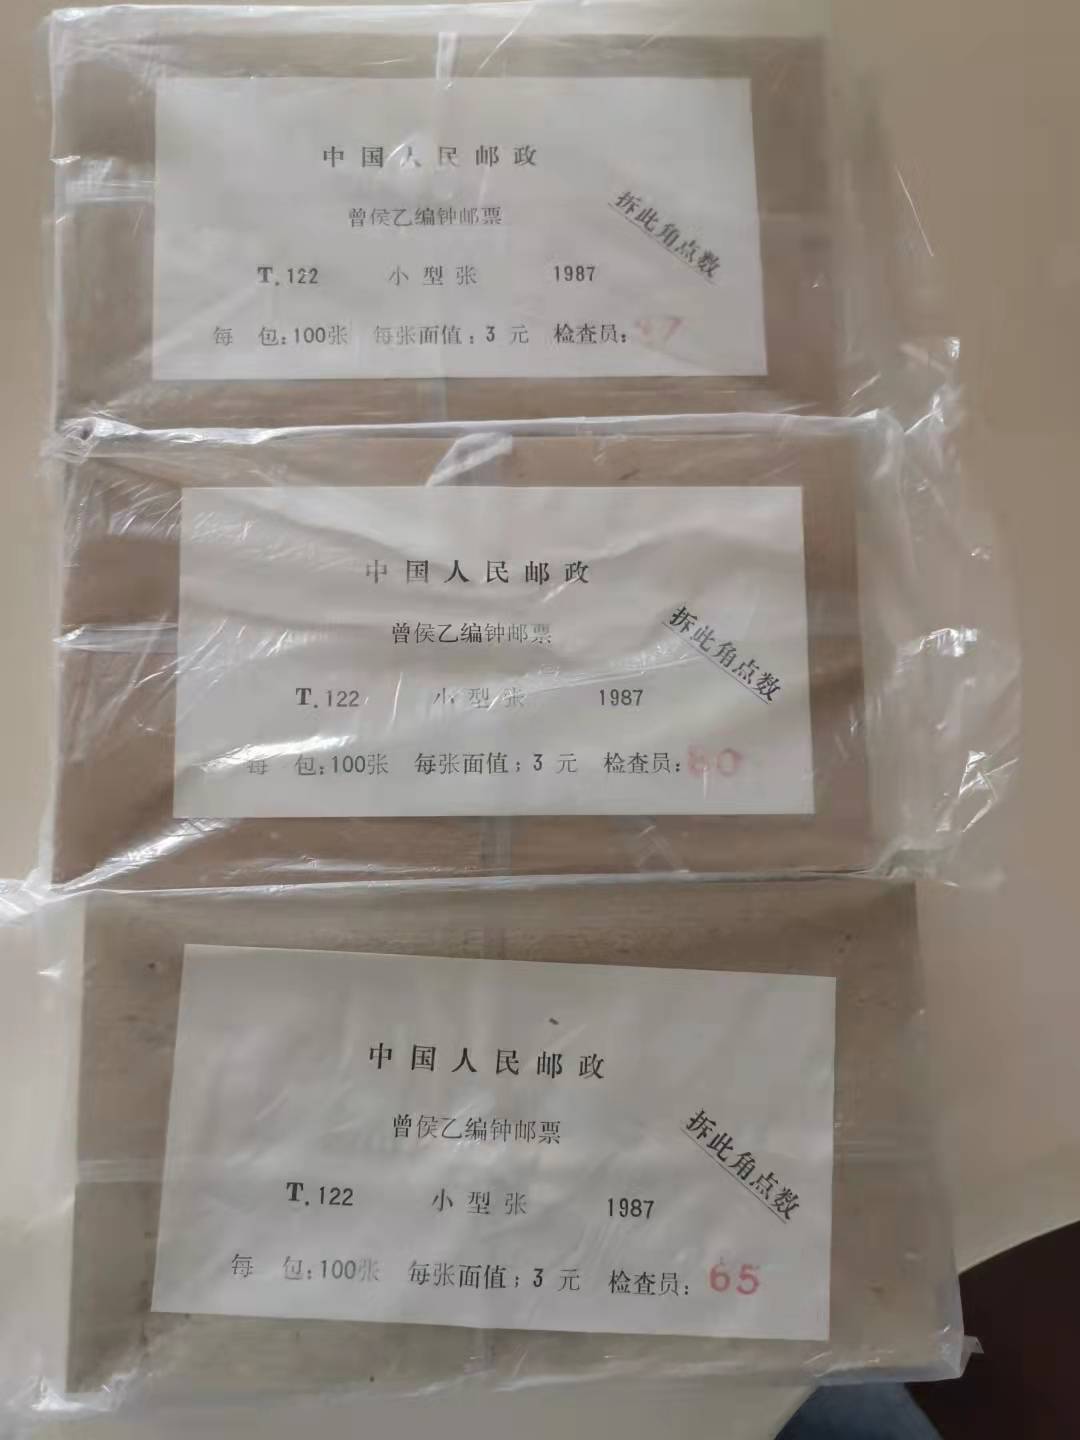 中国人民邮政
曾侯乙编钟邮票
拆此角点数
T.122 小型张 1987
每 包:100张 每张面值:3 元 检查员:
中国人民邮政
曾侯乙编钟邮票
拆此角点数
T.122 小型张 1987
每 包:100张 每张面值:3 元 检查员:
中国人民邮政
曾侯乙编钟邮票
拆此角点数
T.122 小型张 1987
每 包:100张 每张面值:3 元 检查员:65